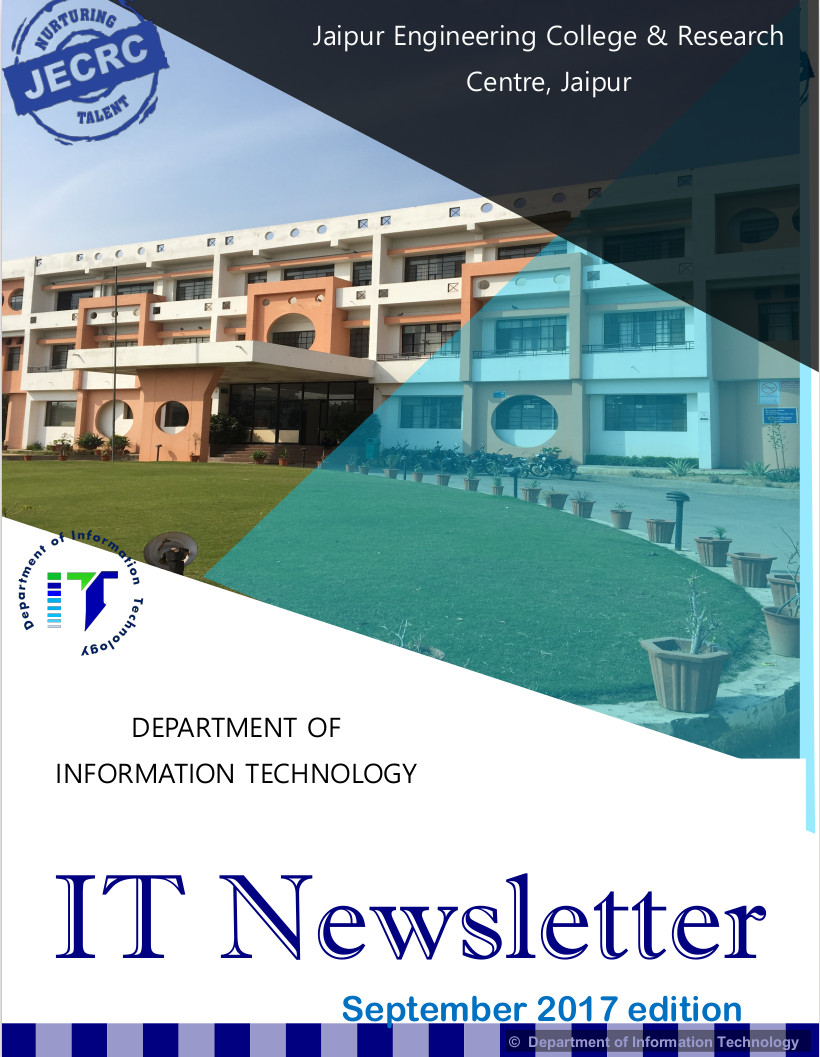 NURTURING
JECRC
TALENT
Jaipur Engineering College & Research
Centre, Jaipur
Department of Information Technology
IT
DEPARTMENT OF
INFORMATION TECHNOLOGY
IT Newsletter
September 2017 edition
© Department of Information Technology